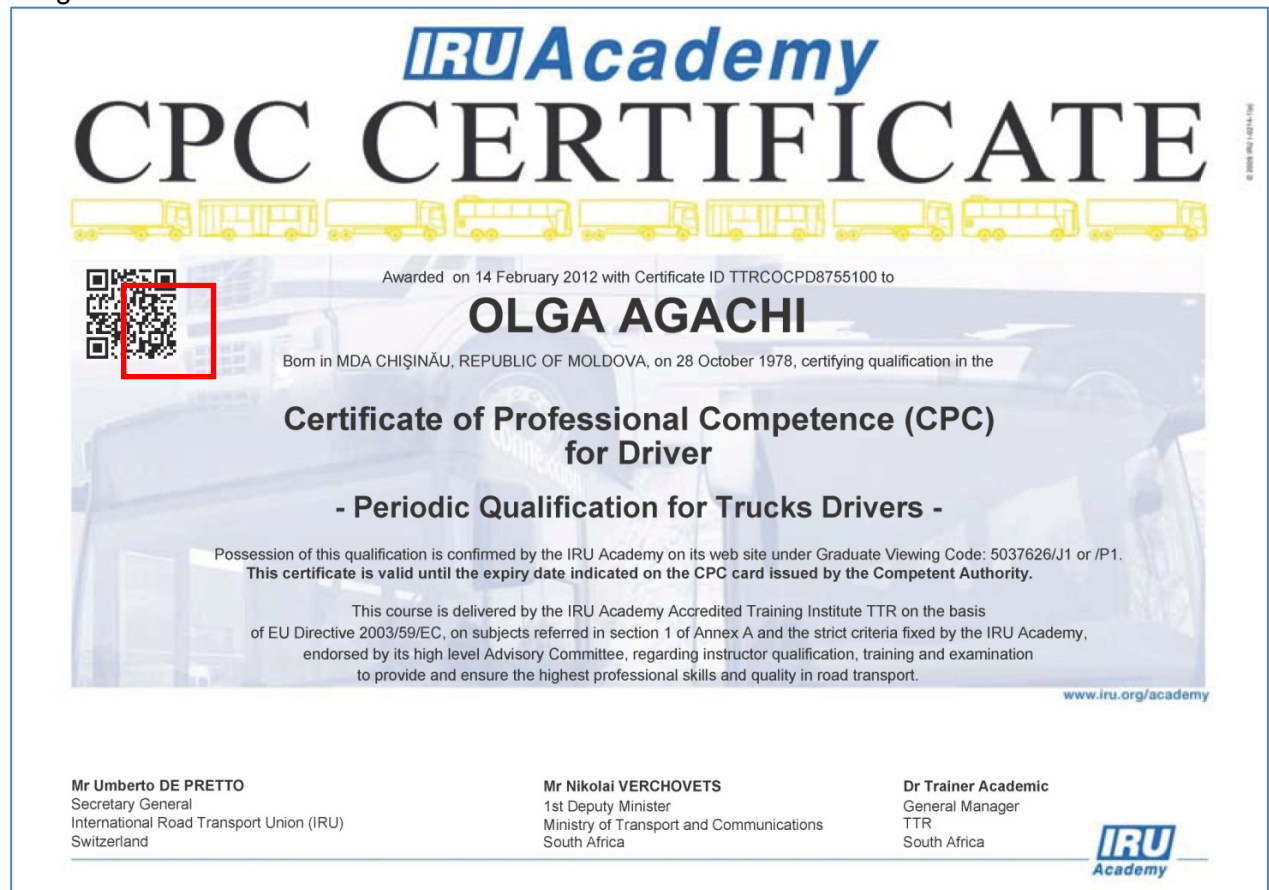 IRU Academy
CPC CERTIFICATE
Awarded on 14 February 2012 with Certificate ID TTRCOCPD8755100 to
OLGA AGACHI
Born in MDA CHIŞINĂU, REPUBLIC OF MOLDOVA, on 28 October 1978, certifying qualification in the
Certificate of Professional Competence (CPC)
for Driver
- Periodic Qualification for Trucks Drivers -
Possession of this qualification is confirmed by the IRU Academy on its web site under Graduate Viewing Code: 5037626/J1 or /P1.
This certificate is valid until the expiry date indicated on the CPC card issued by the Competent Authority.
This course is delivered by the IRU Academy Accredited Training Institute TTR on the basis
of EU Directive 2003/59/EC, on subjects referred in section 1 of Annex A and the strict criteria fixed by the IRU Academy,
endorsed by its high level Advisory Committee, regarding instructor qualification, training and examination
to provide and ensure the highest professional skills and quality in road transport.
www.iru.org/academy
Mr Umberto DE PRETTO
Secretary General
International Road Transport Union (IRU)
Switzerland
Mr Nikolai VERCHOVETS
1st Deputy Minister
Ministry of Transport and Communications
South Africa
Dr Trainer Academic
General Manager
TTR
South Africa
IRU
Academy